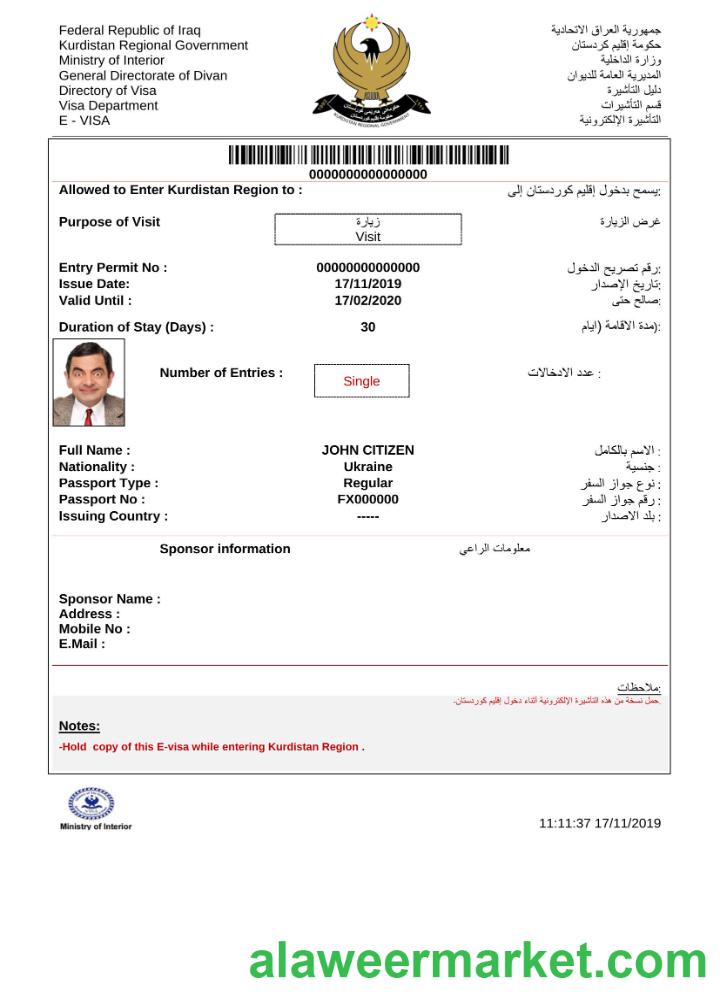 Federal Republic of Iraq
Kurdistan Regional Government
Ministry of Interior
General Directorate of Divan
Directory of Visa
Visa Department
E - VISA
جمهورية العراق الاتحادية
حكومة إقليم كردستان
وزارة الداخلية
المديرية العامة للديوان
دليل التأشيرة
قسم التأشيرات
التأشيرة الإلكترونية
KURDISTAN REGIONAL GOVERNMENT
0000000000000000
Allowed to Enter Kurdistan Region to : يسمح بدخول إقليم كوردستان إلى:
Purpose of Visit زيارة غرض الزيارة
Visit
Entry Permit No : 00000000000000 رقم تصريح الدخول:
Issue Date: 17/11/2019 تاريخ الإصدار:
Valid Until : 17/02/2020 صالح حتى:
Duration of Stay (Days) : 30 مدة الاقامة (ايام):
Number of Entries : Single عدد الادخالات :
Full Name : JOHN CITIZEN الاسم بالكامل :
Nationality : Ukraine جنسية :
Passport Type : Regular نوع جواز السفر :
Passport No : FX000000 رقم جواز السفر :
Issuing Country : ----- بلد الاصدار :
Sponsor information معلومات الراعي
Sponsor Name :
Address :
Mobile No :
E.Mail :
ملاحظات:
حمل نسخة من هذه التأشيرة الإلكترونية أثناء دخول إقليم كوردستان.
Notes:
-Hold copy of this E-visa while entering Kurdistan Region .
Ministry of Interior
11:11:37 17/11/2019
alaweermarket.com